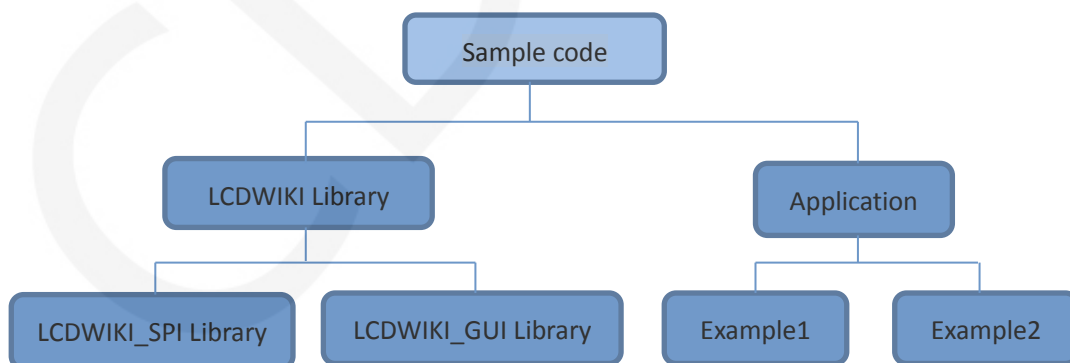 Sample code
LCDWIKI Library
Application
LCDWIKI_SPI Library
LCDWIKI_GUI Library
Example1
Example2